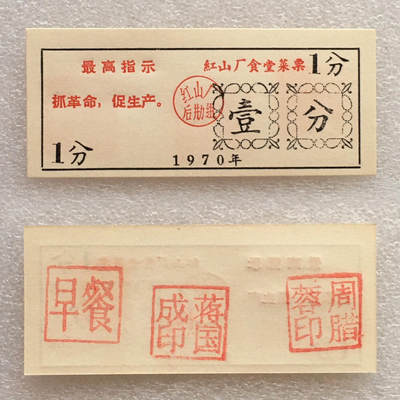 最高指示
抓革命，促生产。
红山厂食堂菜票
1分
红山厂
后勤组
壹分
1分
1970年
早餐
蒋国成印
周腊蓉印